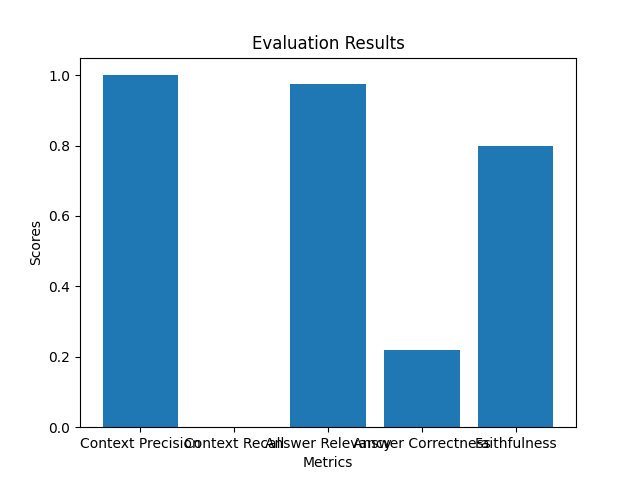 Evaluation Results
1.0
0.8
0.6
0.4
0.2
0.0
Scores
Context Precision Context Recall Answer Relevancy Answer Correctness Faithfulness
Metrics